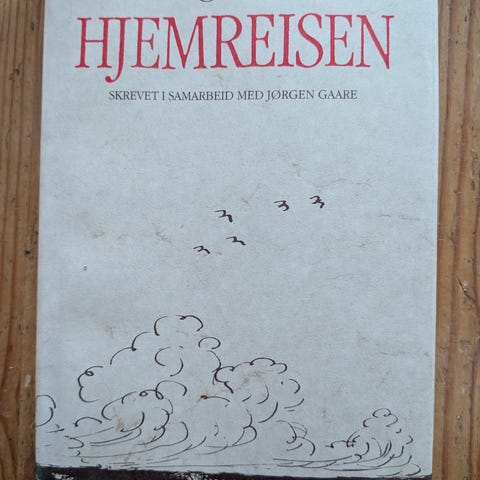 HJEMREISEN
SKREVET I SAMARBEID MED JØRGEN GAARE